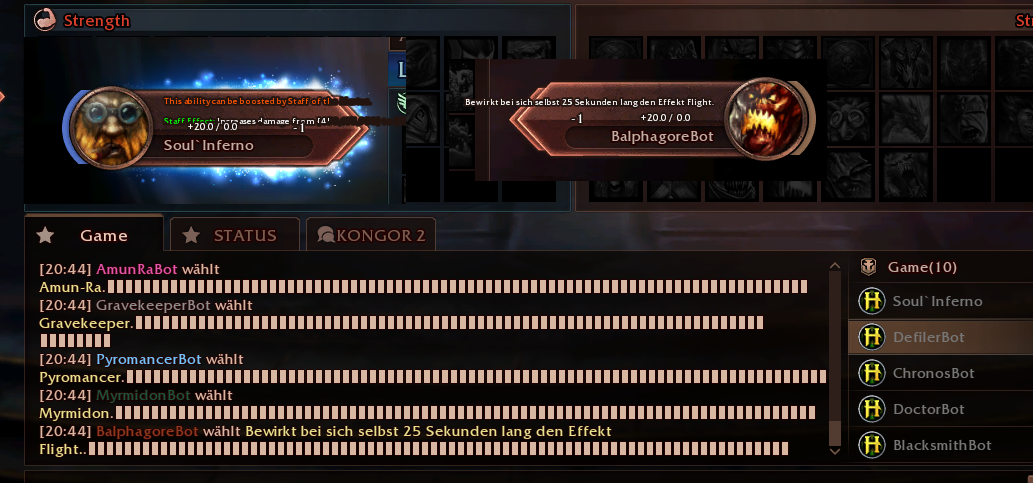 Strength
This ability can be boosted by Staff of t
Staff Effect: Increases damage from [4]
+20.0 / 0.0 -1
Soul`Inferno
Bewirkt bei sich selbst 25 Sekunden lang den Effekt Flight.
-1 +20.0 / 0.0
BalphagoreBot
Game STATUS KONGOR 2
[20:44] AmunRaBot wählt
Amun-Ra.
[20:44] GravekeeperBot wählt
Gravekeeper.
[20:44] PyromancerBot wählt
Pyromancer.
[20:44] MyrmidonBot wählt
Myrmidon.
[20:44] BalphagoreBot wählt Bewirkt bei sich selbst 25 Sekunden lang den Effekt
Flight..
Game(10)
Soul`Inferno
DefilerBot
ChronosBot
DoctorBot
BlacksmithBot